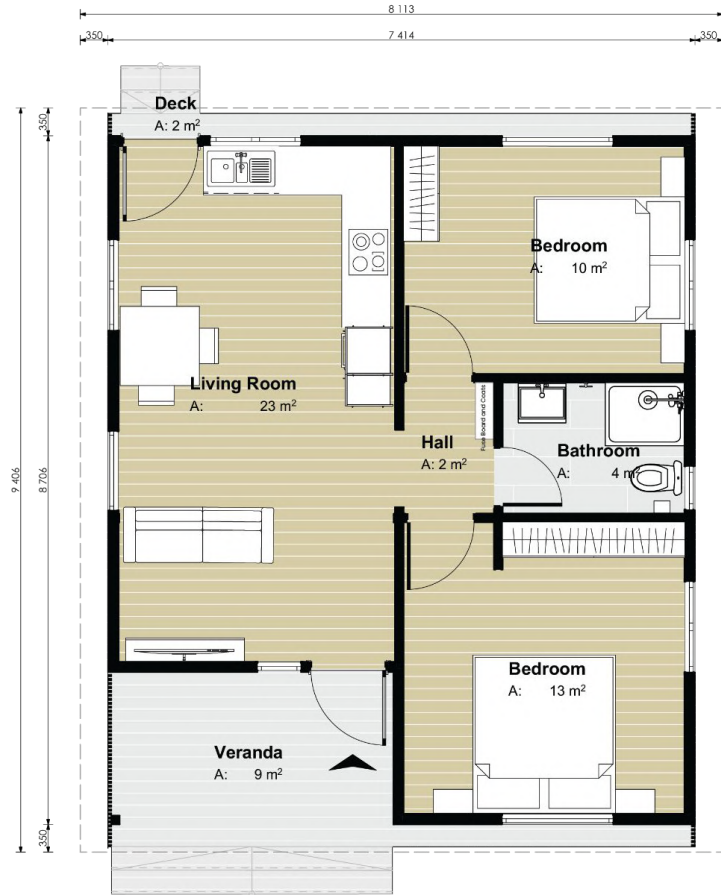 8 113
350
7 414
350
350
9 406
8 706
350
Deck
A: 2 m²
Bedroom
A: 10 m²
Living Room
A: 23 m²
Hall
A: 2 m²
Fuse Board and Coats
Bathroom
A: 4 m²
Bedroom
A: 13 m²
Veranda
A: 9 m²